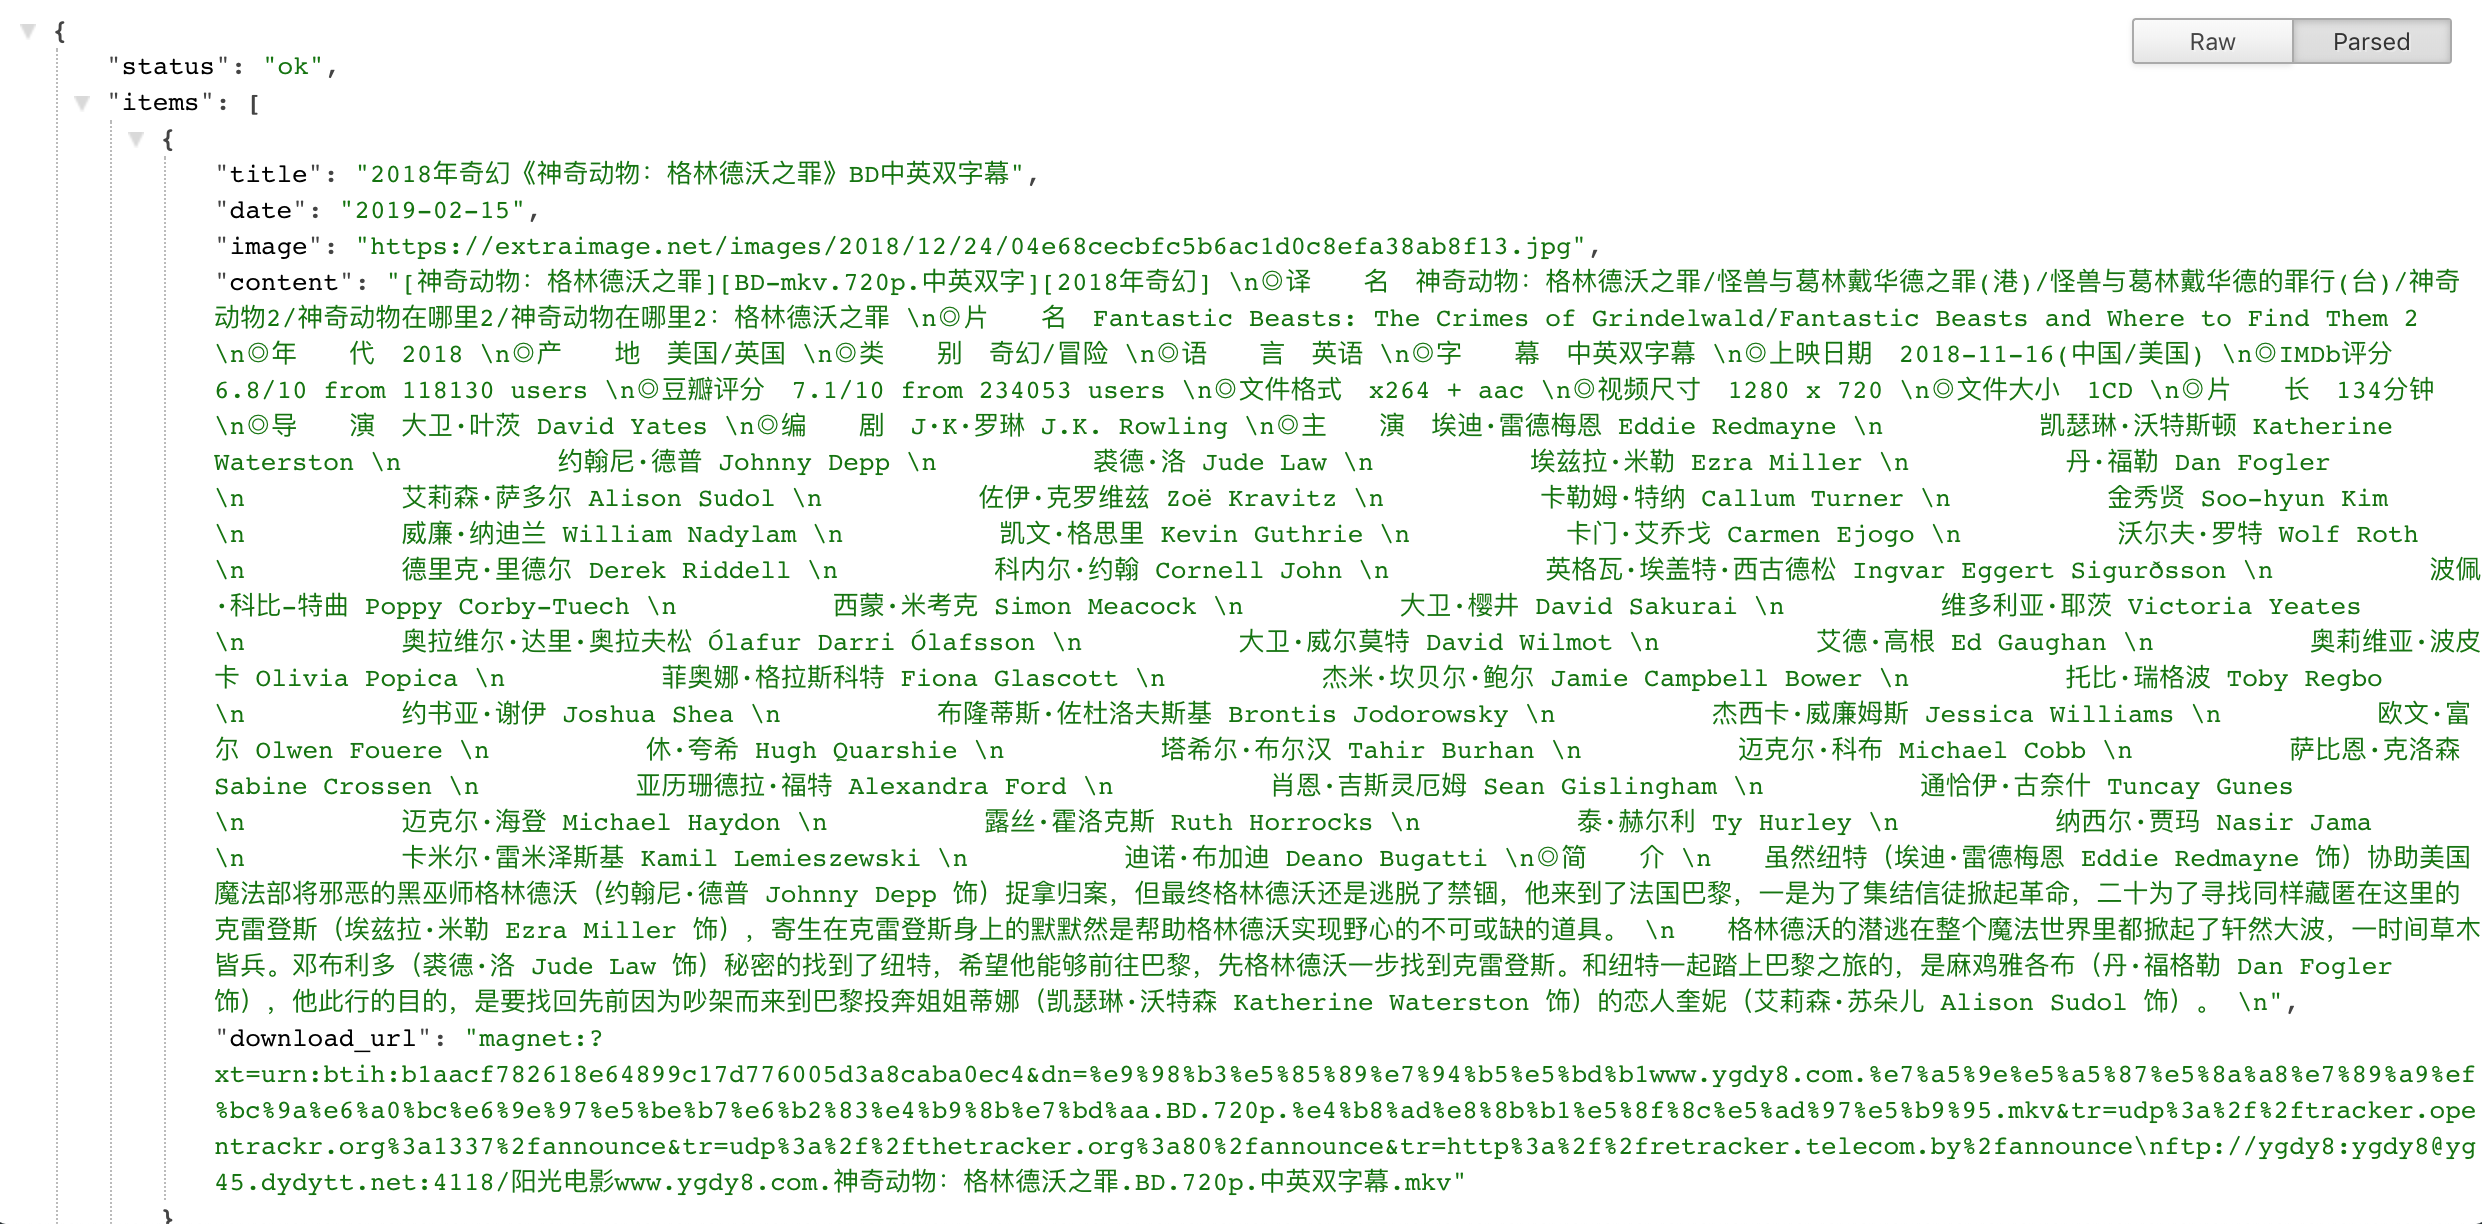 {
Raw Parsed
"status": "ok",
"items": [
{
"title": "2018年奇幻《神奇动物：格林德沃之罪》BD中英双字幕",
"date": "2019-02-15",
"image": "https://extraimage.net/images/2018/12/24/04e68cecbfc5b6ac1d0c8efa38ab8f13.jpg",
"content": "[神奇动物：格林德沃之罪][BD-mkv.720p.中英双字][2018年奇幻] \n◎译　　名　神奇动物：格林德沃之罪/怪兽与葛林戴华德之罪(港)/怪兽与葛林戴华德的罪行(台)/神奇
动物2/神奇动物在哪里2/神奇动物在哪里2：格林德沃之罪 \n◎片　　名　Fantastic Beasts: The Crimes of Grindelwald/Fantastic Beasts and Where to Find Them 2
\n◎年　　代　2018 \n◎产　　地　美国/英国 \n◎类　　别　奇幻/冒险 \n◎语　　言　英语 \n◎字　　幕　中英双字幕 \n◎上映日期　2018-11-16(中国/美国) \n◎IMDb评分
6.8/10 from 118130 users \n◎豆瓣评分　7.1/10 from 234053 users \n◎文件格式　x264 + aac \n◎视频尺寸　1280 x 720 \n◎文件大小　1CD \n◎片　　长　134分钟
\n◎导　　演　大卫·叶茨 David Yates \n◎编　　剧　J·K·罗琳 J.K. Rowling \n◎主　　演　埃迪·雷德梅恩 Eddie Redmayne \n　　　　　　凯瑟琳·沃特斯顿 Katherine
Waterston \n　　　　　　约翰尼·德普 Johnny Depp \n　　　　　　裘德·洛 Jude Law \n　　　　　　埃兹拉·米勒 Ezra Miller \n　　　　　　丹·福勒 Dan Fogler
\n　　　　　　艾莉森·萨多尔 Alison Sudol \n　　　　　　佐伊·克罗维兹 Zoë Kravitz \n　　　　　　卡勒姆·特纳 Callum Turner \n　　　　　　金秀贤 Soo-hyun Kim
\n　　　　　　威廉·纳迪兰 William Nadylam \n　　　　　　凯文·格思里 Kevin Guthrie \n　　　　　　卡门·艾乔戈 Carmen Ejogo \n　　　　　　沃尔夫·罗特 Wolf Roth
\n　　　　　　德里克·里德尔 Derek Riddell \n　　　　　　科内尔·约翰 Cornell John \n　　　　　　英格瓦·埃盖特·西古德松 Ingvar Eggert Sigurðsson \n　　　　　　波佩
·科比-特曲 Poppy Corby-Tuech \n　　　　　　西蒙·米考克 Simon Meacock \n　　　　　　大卫·樱井 David Sakurai \n　　　　　　维多利亚·耶茨 Victoria Yeates
\n　　　　　　奥拉维尔·达里·奥拉夫松 Ólafur Darri Ólafsson \n　　　　　　大卫·威尔莫特 David Wilmot \n　　　　　　艾德·高根 Ed Gaughan \n　　　　　　奥莉维亚·波皮
卡 Olivia Popica \n　　　　　　菲奥娜·格拉斯科特 Fiona Glascott \n　　　　　　杰米·坎贝尔·鲍尔 Jamie Campbell Bower \n　　　　　　托比·瑞格波 Toby Regbo
\n　　　　　　约书亚·谢伊 Joshua Shea \n　　　　　　布隆蒂斯·佐杜洛夫斯基 Brontis Jodorowsky \n　　　　　　杰西卡·威廉姆斯 Jessica Williams \n　　　　　　欧文·富
尔 Olwen Fouere \n　　　　　　休·夸希 Hugh Quarshie \n　　　　　　塔希尔·布尔汉 Tahir Burhan \n　　　　　　迈克尔·科布 Michael Cobb \n　　　　　　萨比恩·克洛森
Sabine Crossen \n　　　　　　亚历珊德拉·福特 Alexandra Ford \n　　　　　　肖恩·吉斯灵厄姆 Sean Gislingham \n　　　　　　通恰伊·古奈什 Tuncay Gunes
\n　　　　　　迈克尔·海登 Michael Haydon \n　　　　　　露丝·霍洛克斯 Ruth Horrocks \n　　　　　　泰·赫尔利 Ty Hurley \n　　　　　　纳西尔·贾玛 Nasir Jama
\n　　　　　　卡米尔·雷米泽斯基 Kamil Lemieszewski \n　　　　　　迪诺·布加迪 Deano Bugatti \n◎简　　介 \n　　虽然纽特（埃迪·雷德梅恩 Eddie Redmayne 饰）协助美国
魔法部将邪恶的黑巫师格林德沃（约翰尼·德普 Johnny Depp 饰）捉拿归案，但最终格林德沃还是逃脱了禁锢，他来到了法国巴黎，一是为了集结信徒掀起革命，二十为了寻找同样藏匿在这里的
克雷登斯（埃兹拉·米勒 Ezra Miller 饰），寄生在克雷登斯身上的默默然是帮助格林德沃实现野心的不可或缺的道具。 \n　　格林德沃的潜逃在整个魔法世界里都掀起了轩然大波，一时间草木
皆兵。邓布利多（裘德·洛 Jude Law 饰）秘密的找到了纽特，希望他能够前往巴黎，先格林德沃一步找到克雷登斯。和纽特一起踏上巴黎之旅的，是麻鸡雅各布（丹·福格勒 Dan Fogler
饰），他此行的目的，是要找回先前因为吵架而来到巴黎投奔姐姐蒂娜（凯瑟琳·沃特森 Katherine Waterston 饰）的恋人奎妮（艾莉森·苏朵儿 Alison Sudol 饰）。 \n",
"download_url": "magnet:?
xt=urn:btih:b1aacf782618e64899c17d776005d3a8caba0ec4&dn=%e9%98%b3%e5%85%89%e7%94%b5%e5%bd%b1www.ygdy8.com.%e7%a5%9e%e5%a5%87%e5%8a%a8%e7%89%a9%ef
%bc%9a%e6%a0%bc%e6%9e%97%e5%be%b7%e6%b2%83%e4%b9%8b%e7%bd%aa.BD.720p.%e4%b8%ad%e8%8b%b1%e5%8f%8c%e5%ad%97%e5%b9%95.mkv&tr=udp%3a%2f%2ftracker.ope
ntrackr.org%3a1337%2fannounce&tr=udp%3a%2f%2fthetracker.org%3a80%2fannounce&tr=http%3a%2f%2fretracker.telecom.by%2fannounce\nftp://ygdy8:ygdy8@yg
45.dydytt.net:4118/阳光电影www.ygdy8.com.神奇动物：格林德沃之罪.BD.720p.中英双字幕.mkv"
}